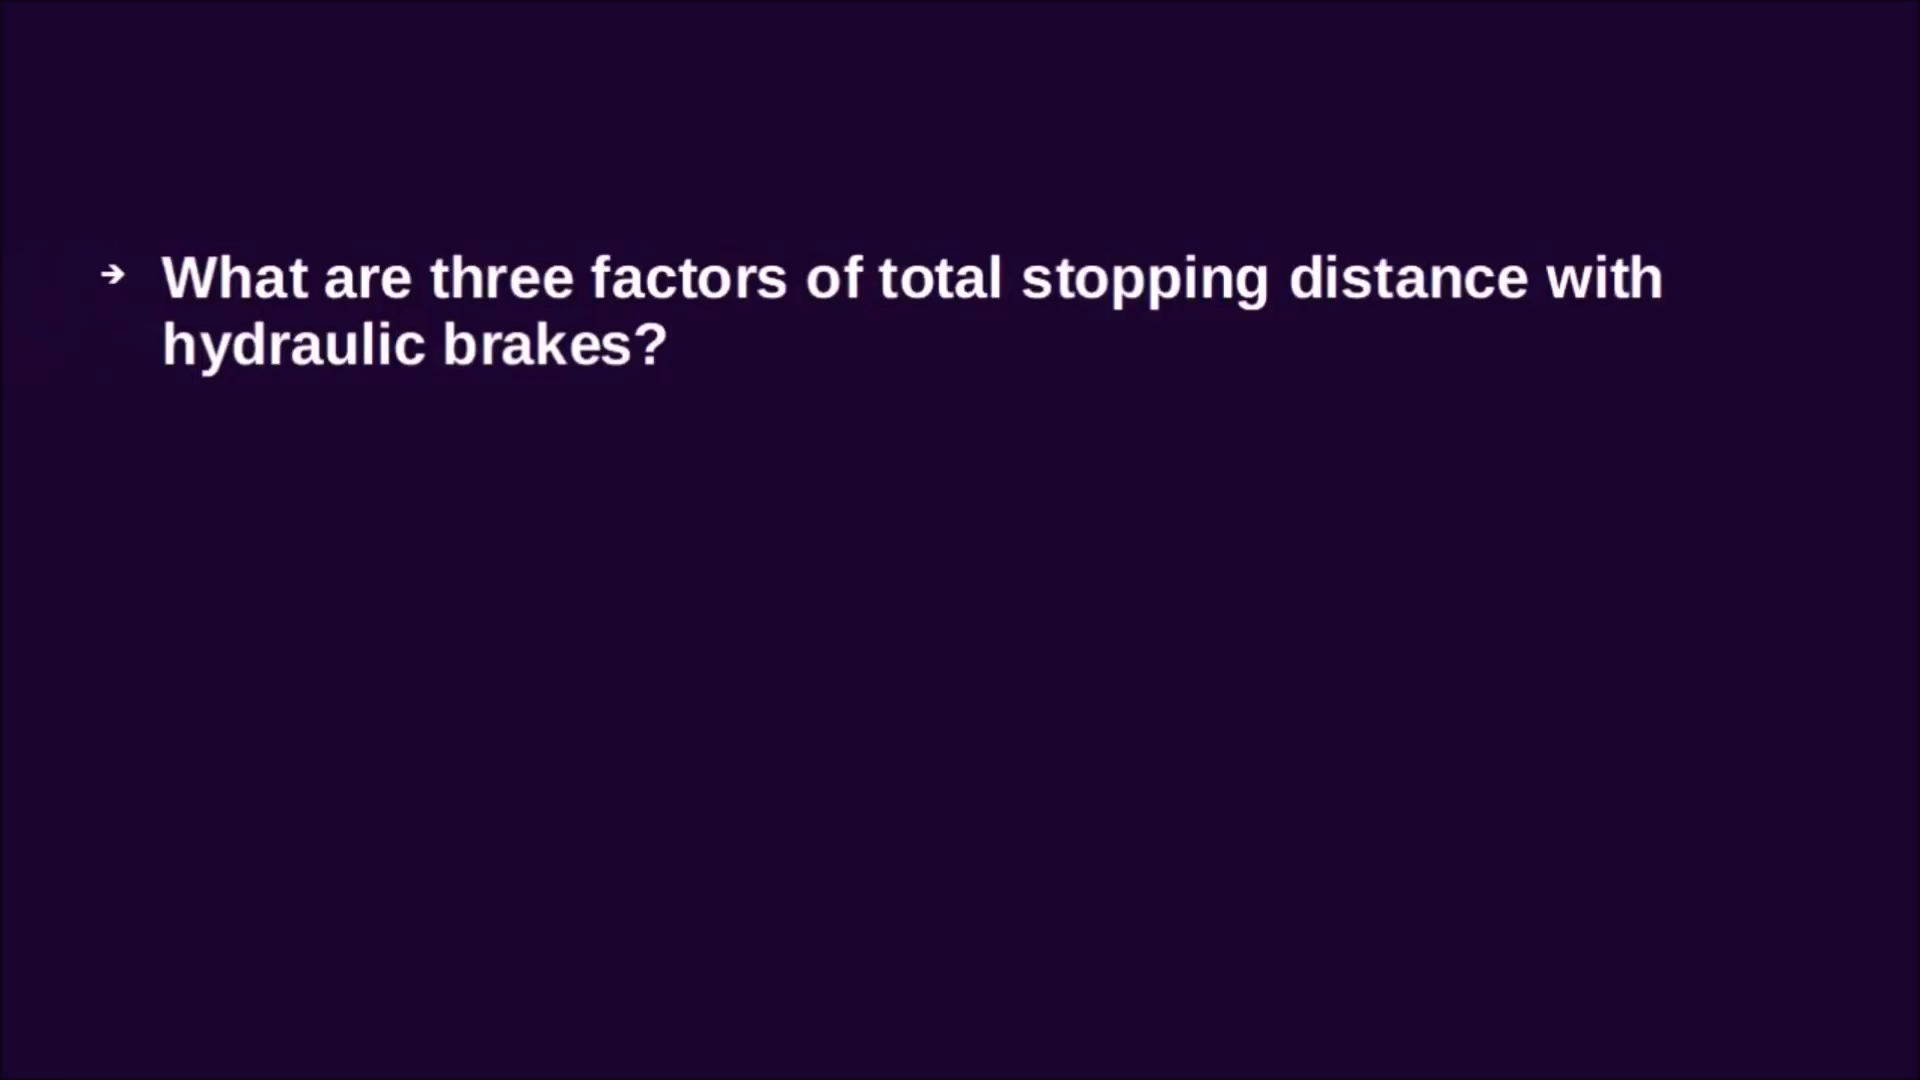 → What are three factors of total stopping distance with
hydraulic brakes?